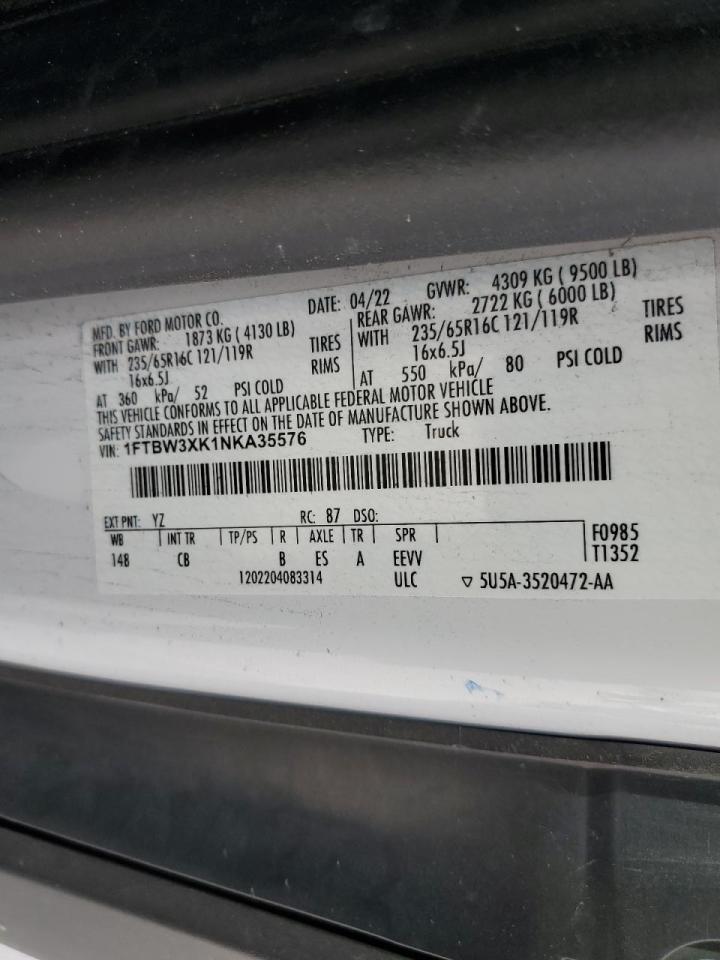 MFD. BY FORD MOTOR CO. DATE: 04/22 GVWR: 4309 KG ( 9500 LB)
FRONT GAWR: 1873 KG ( 4130 LB) REAR GAWR: 2722 KG ( 6000 LB)
WITH 235/65R16C 121/119R TIRES WITH 235/65R16C 121/119R TIRES
16x6.5J RIMS 16x6.5J RIMS
AT 360 kPa/ 52 PSI COLD AT 550 kPa/ 80 PSI COLD
THIS VEHICLE CONFORMS TO ALL APPLICABLE FEDERAL MOTOR VEHICLE
SAFETY STANDARDS IN EFFECT ON THE DATE OF MANUFACTURE SHOWN ABOVE.
VIN: 1FTBW3XK1NKA35576 TYPE: Truck
EXT PNT: YZ RC: 87 DSO:
WB INT TR TP/PS R AXLE TR SPR F0985
148 CB B ES A EEVV T1352
1202204083314 ULC ▽ 5U5A-3520472-AA